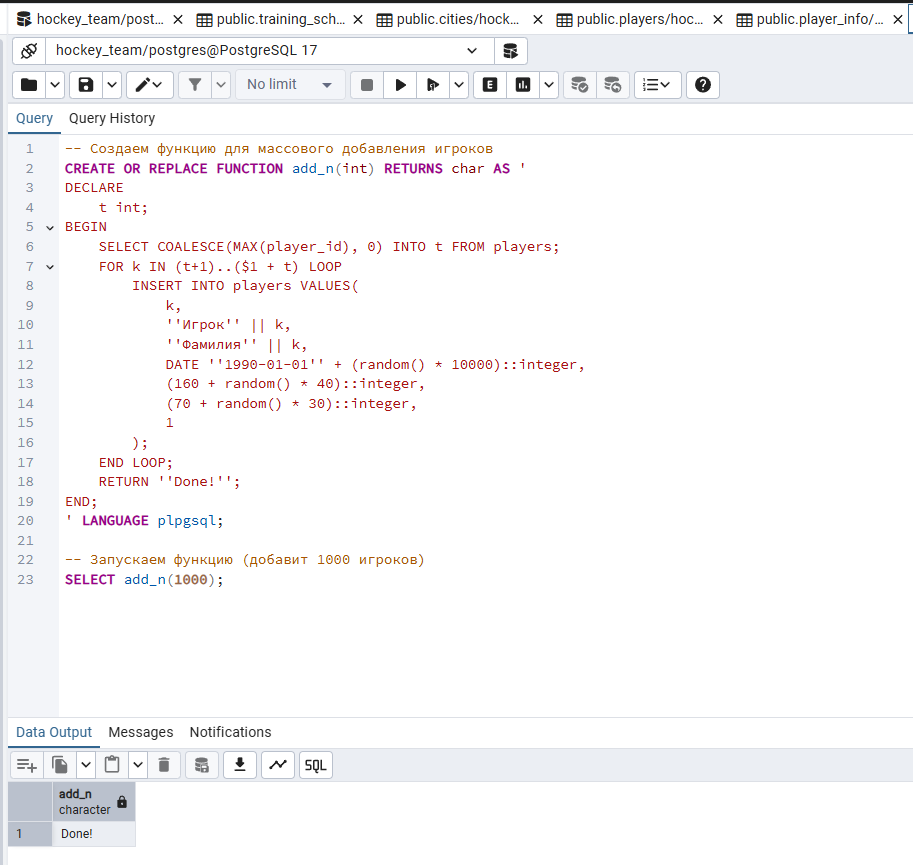 hockey_team/post... public.training_sch... public.cities/hock... public.players/hoc... public.player_info/...
hockey_team/postgres@PostgreSQL 17
No limit
Query Query History
1 -- Создаем функцию для массового добавления игроков
2 CREATE OR REPLACE FUNCTION add_n(int) RETURNS char AS '
3 DECLARE
4 t int;
5 BEGIN
6 SELECT COALESCE(MAX(player_id), 0) INTO t FROM players;
7 FOR k IN (t+1)..($1 + t) LOOP
8 INSERT INTO players VALUES(
9 k,
10 ''Игрок'' || k,
11 ''Фамилия'' || k,
12 DATE ''1990-01-01'' + (random() * 10000)::integer,
13 (160 + random() * 40)::integer,
14 (70 + random() * 30)::integer,
15 1
16 );
17 END LOOP;
18 RETURN ''Done!'';
19 END;
20 ' LANGUAGE plpgsql;
21
22 -- Запускаем функцию (добавит 1000 игроков)
23 SELECT add_n(1000);
Data Output Messages Notifications
SQL
add_n
character
1 Done!